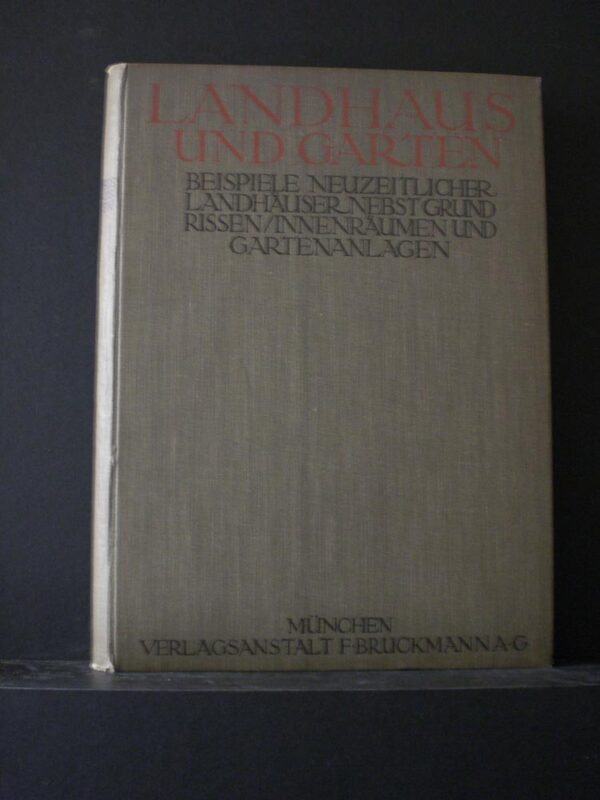 LANDHAUS
UND GARTEN
BEISPIELE NEUZEITLICHER
LANDHÄUSER NEBST GRUND
RISSEN/INNENRÄUMEN UND
GARTENANLAGEN
MÜNCHEN
VERLAGSANSTALT F·BRUCKMANN A·G